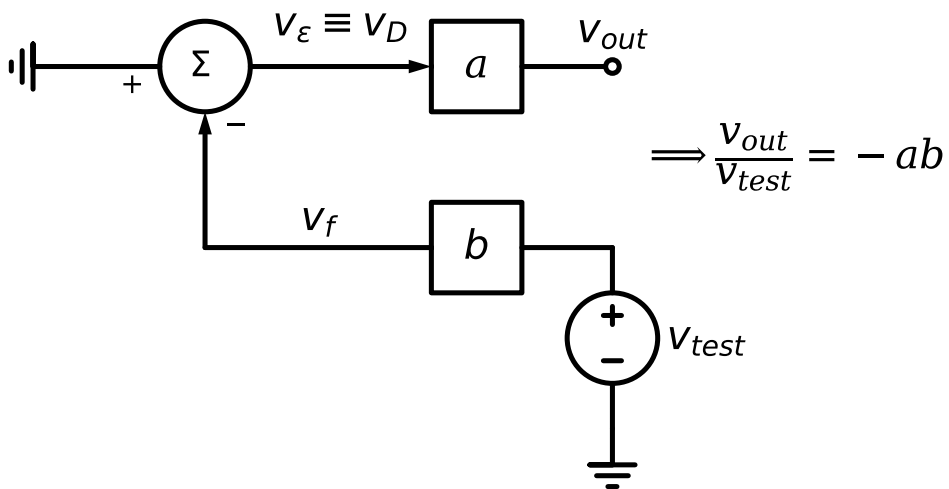 v_ε ≡ v_D
v_out
Σ
a
+
−
⟹ v_out / v_test = − ab
v_f
b
+
−
v_test